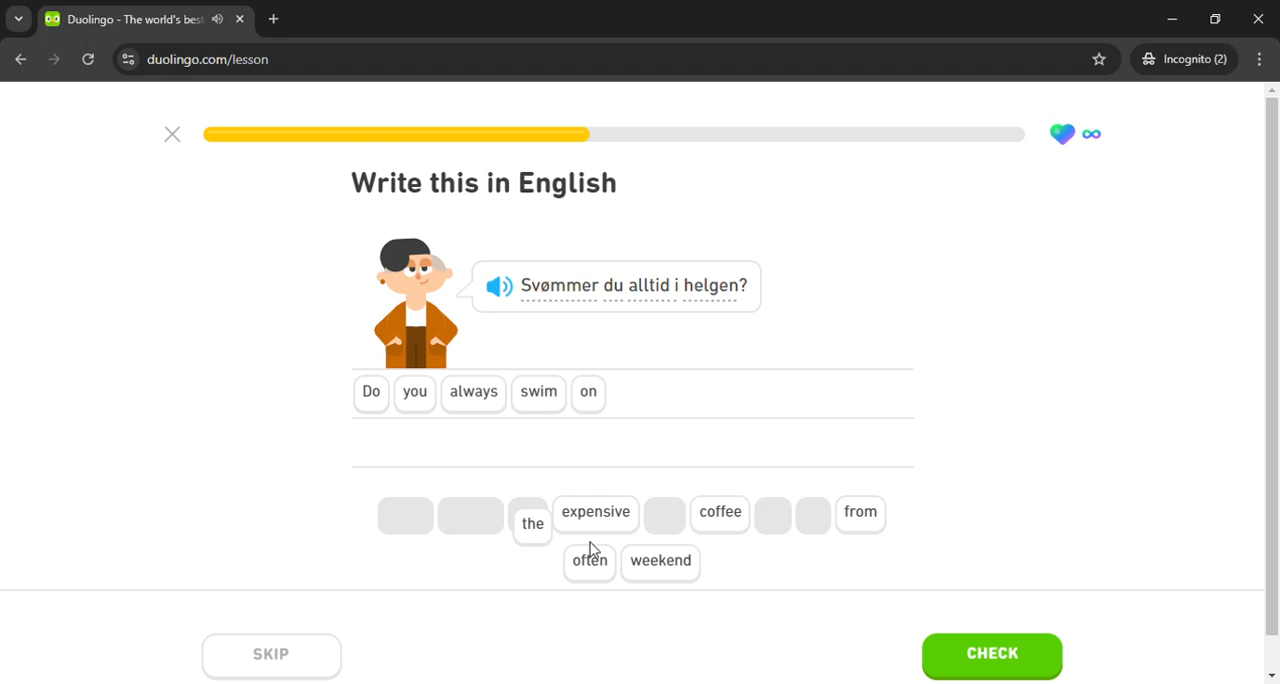 Duolingo - The world's best
duolingo.com/lesson
Incognito (2)
Write this in English
Svømmer du alltid i helgen?
Do you always swim on
the expensive coffee from
often weekend
SKIP
CHECK